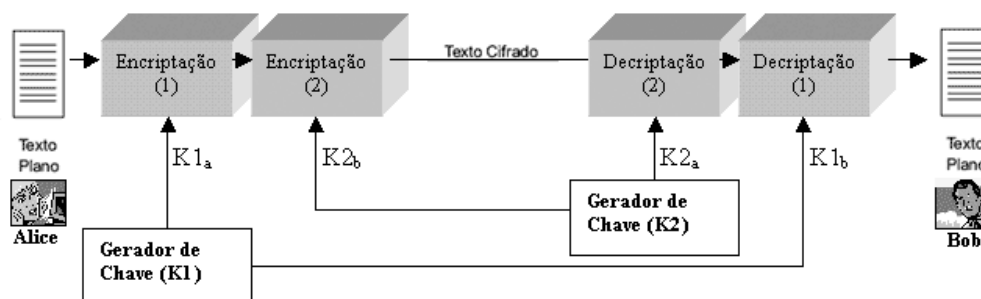 Encriptação
(1)
Encriptação
(2)
Texto Cifrado
Decriptação
(2)
Decriptação
(1)
Texto
Plano
K1a
K2b
K2a
K1b
Texto
Plano
Alice
Gerador de
Chave (K1)
Gerador de
Chave (K2)
Bob